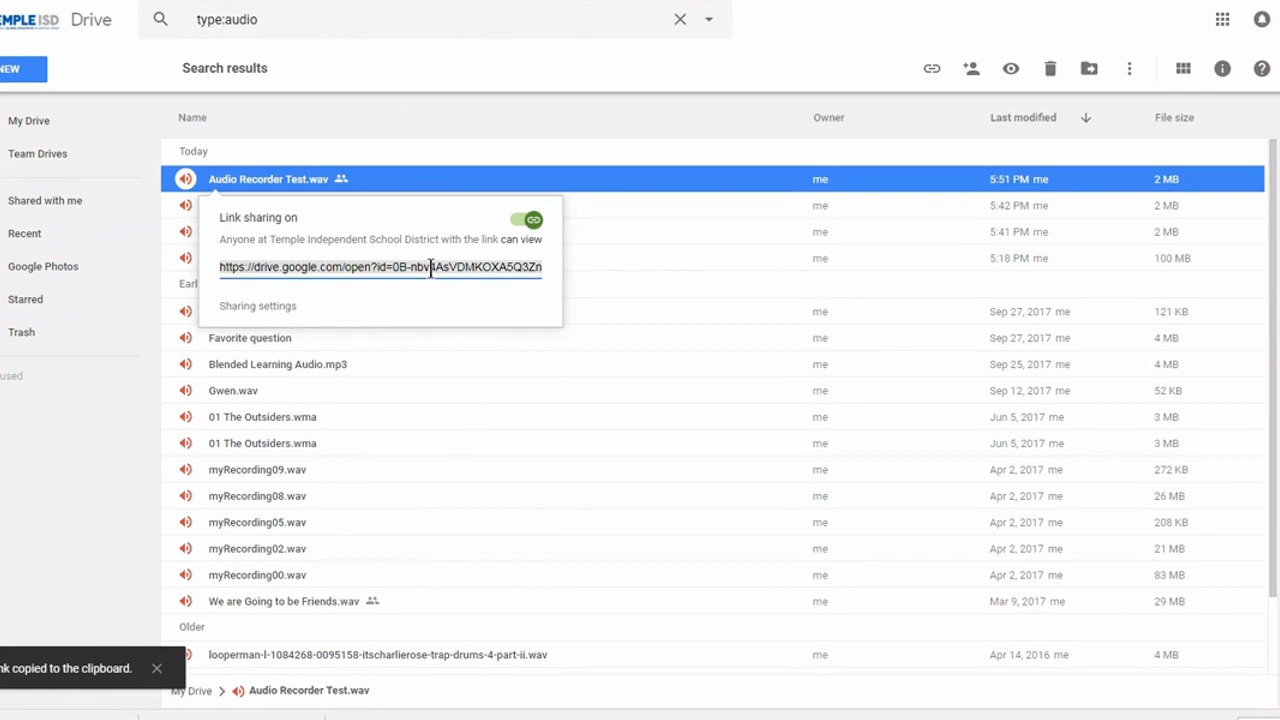 TEMPLE ISD Drive type:audio
NEW Search results
Name Owner Last modified File size
My Drive
Team Drives
Shared with me
Recent
Google Photos
Starred
Trash
used
Today
Audio Recorder Test.wav me 5:51 PM me 2 MB
me 5:42 PM me 2 MB
me 5:41 PM me 2 MB
me 5:18 PM me 100 MB
Link sharing on
Anyone at Temple Independent School District with the link can view
https://drive.google.com/open?id=0B-nbv4AsVDMKOXA5Q3Zn
Sharing settings
Earl
me Sep 27, 2017 me 121 KB
Favorite question me Sep 27, 2017 me 4 MB
Blended Learning Audio.mp3 me Sep 25, 2017 me 4 MB
Gwen.wav me Sep 12, 2017 me 52 KB
01 The Outsiders.wma me Jun 5, 2017 me 3 MB
01 The Outsiders.wma me Jun 5, 2017 me 3 MB
myRecording09.wav me Apr 2, 2017 me 272 KB
myRecording08.wav me Apr 2, 2017 me 26 MB
myRecording05.wav me Apr 2, 2017 me 208 KB
myRecording02.wav me Apr 2, 2017 me 21 MB
myRecording00.wav me Apr 2, 2017 me 83 MB
We are Going to be Friends.wav me Mar 9, 2017 me 29 MB
Older
looperman-l-1084268-0095158-itscharlierose-trap-drums-4-part-ii.wav me Apr 14, 2016 me 4 MB
nk copied to the clipboard.
My Drive Audio Recorder Test.wav